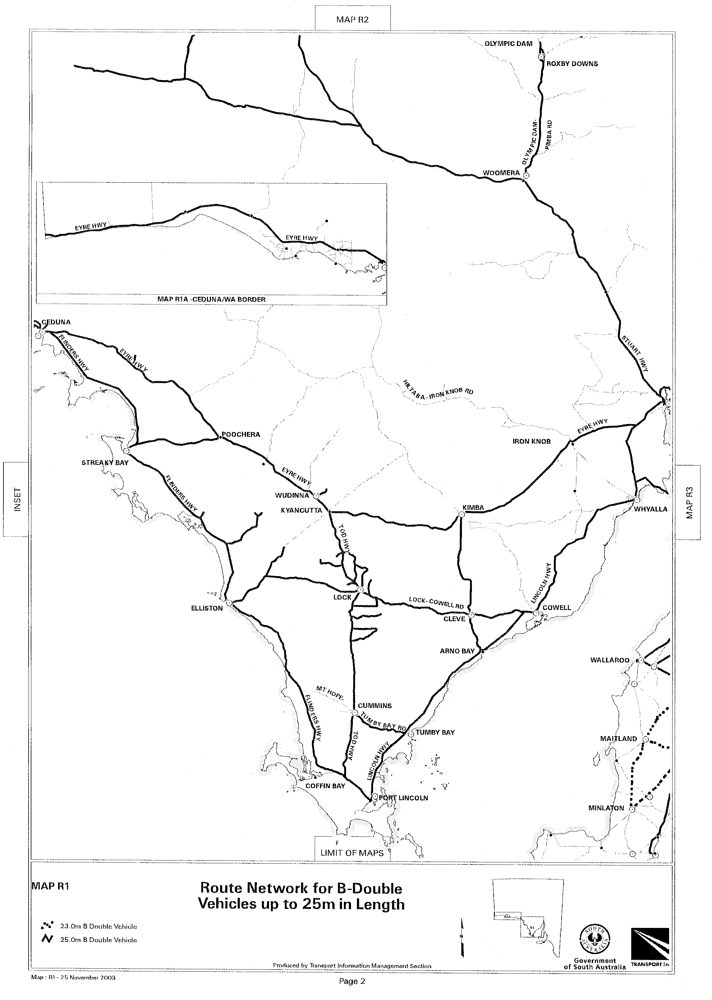 MAP R2
OLYMPIC DAM
ROXBY DOWNS
OLYMPIC DAM-
PIMBA RD
WOOMERA
EYRE HWY
EYRE HWY
MAP R1A -CEDUNA/WA BORDER
CEDUNA
FLINDERS HWY
EYRE HWY
STUART HWY
HILTABA-IRON KNOB RD
EYRE HWY
POOCHERA
IRON KNOB
STREAKY BAY
INSET
MAP R3
FLINDERS HWY
EYRE HWY
WUDINNA
KYANCUTTA
KIMBA
WHYALLA
TOD HWY
LINCOLN HWY
LOCK
LOCK-COWELL RD
ELLISTON
COWELL
CLEVE
ARNO BAY
WALLAROO
MT HOPE-
FLINDERS HWY
CUMMINS
TUMBY BAY RD
TUMBY BAY
TOD HWY
LINCOLN HWY
MAITLAND
COFFIN BAY
PORT LINCOLN
MINLATON
LIMIT OF MAPS
MAP R1
Route Network for B-Double
Vehicles up to 25m in Length
23.0m B Double Vehicle
25.0m B Double Vehicle
N
R1A
R1
SOUTH
AUSTRALIA
Government
of South Australia
TRANSPORT SA
Produced by Transport Information Management Section
Map : R1 - 25 November 2003
Page 2